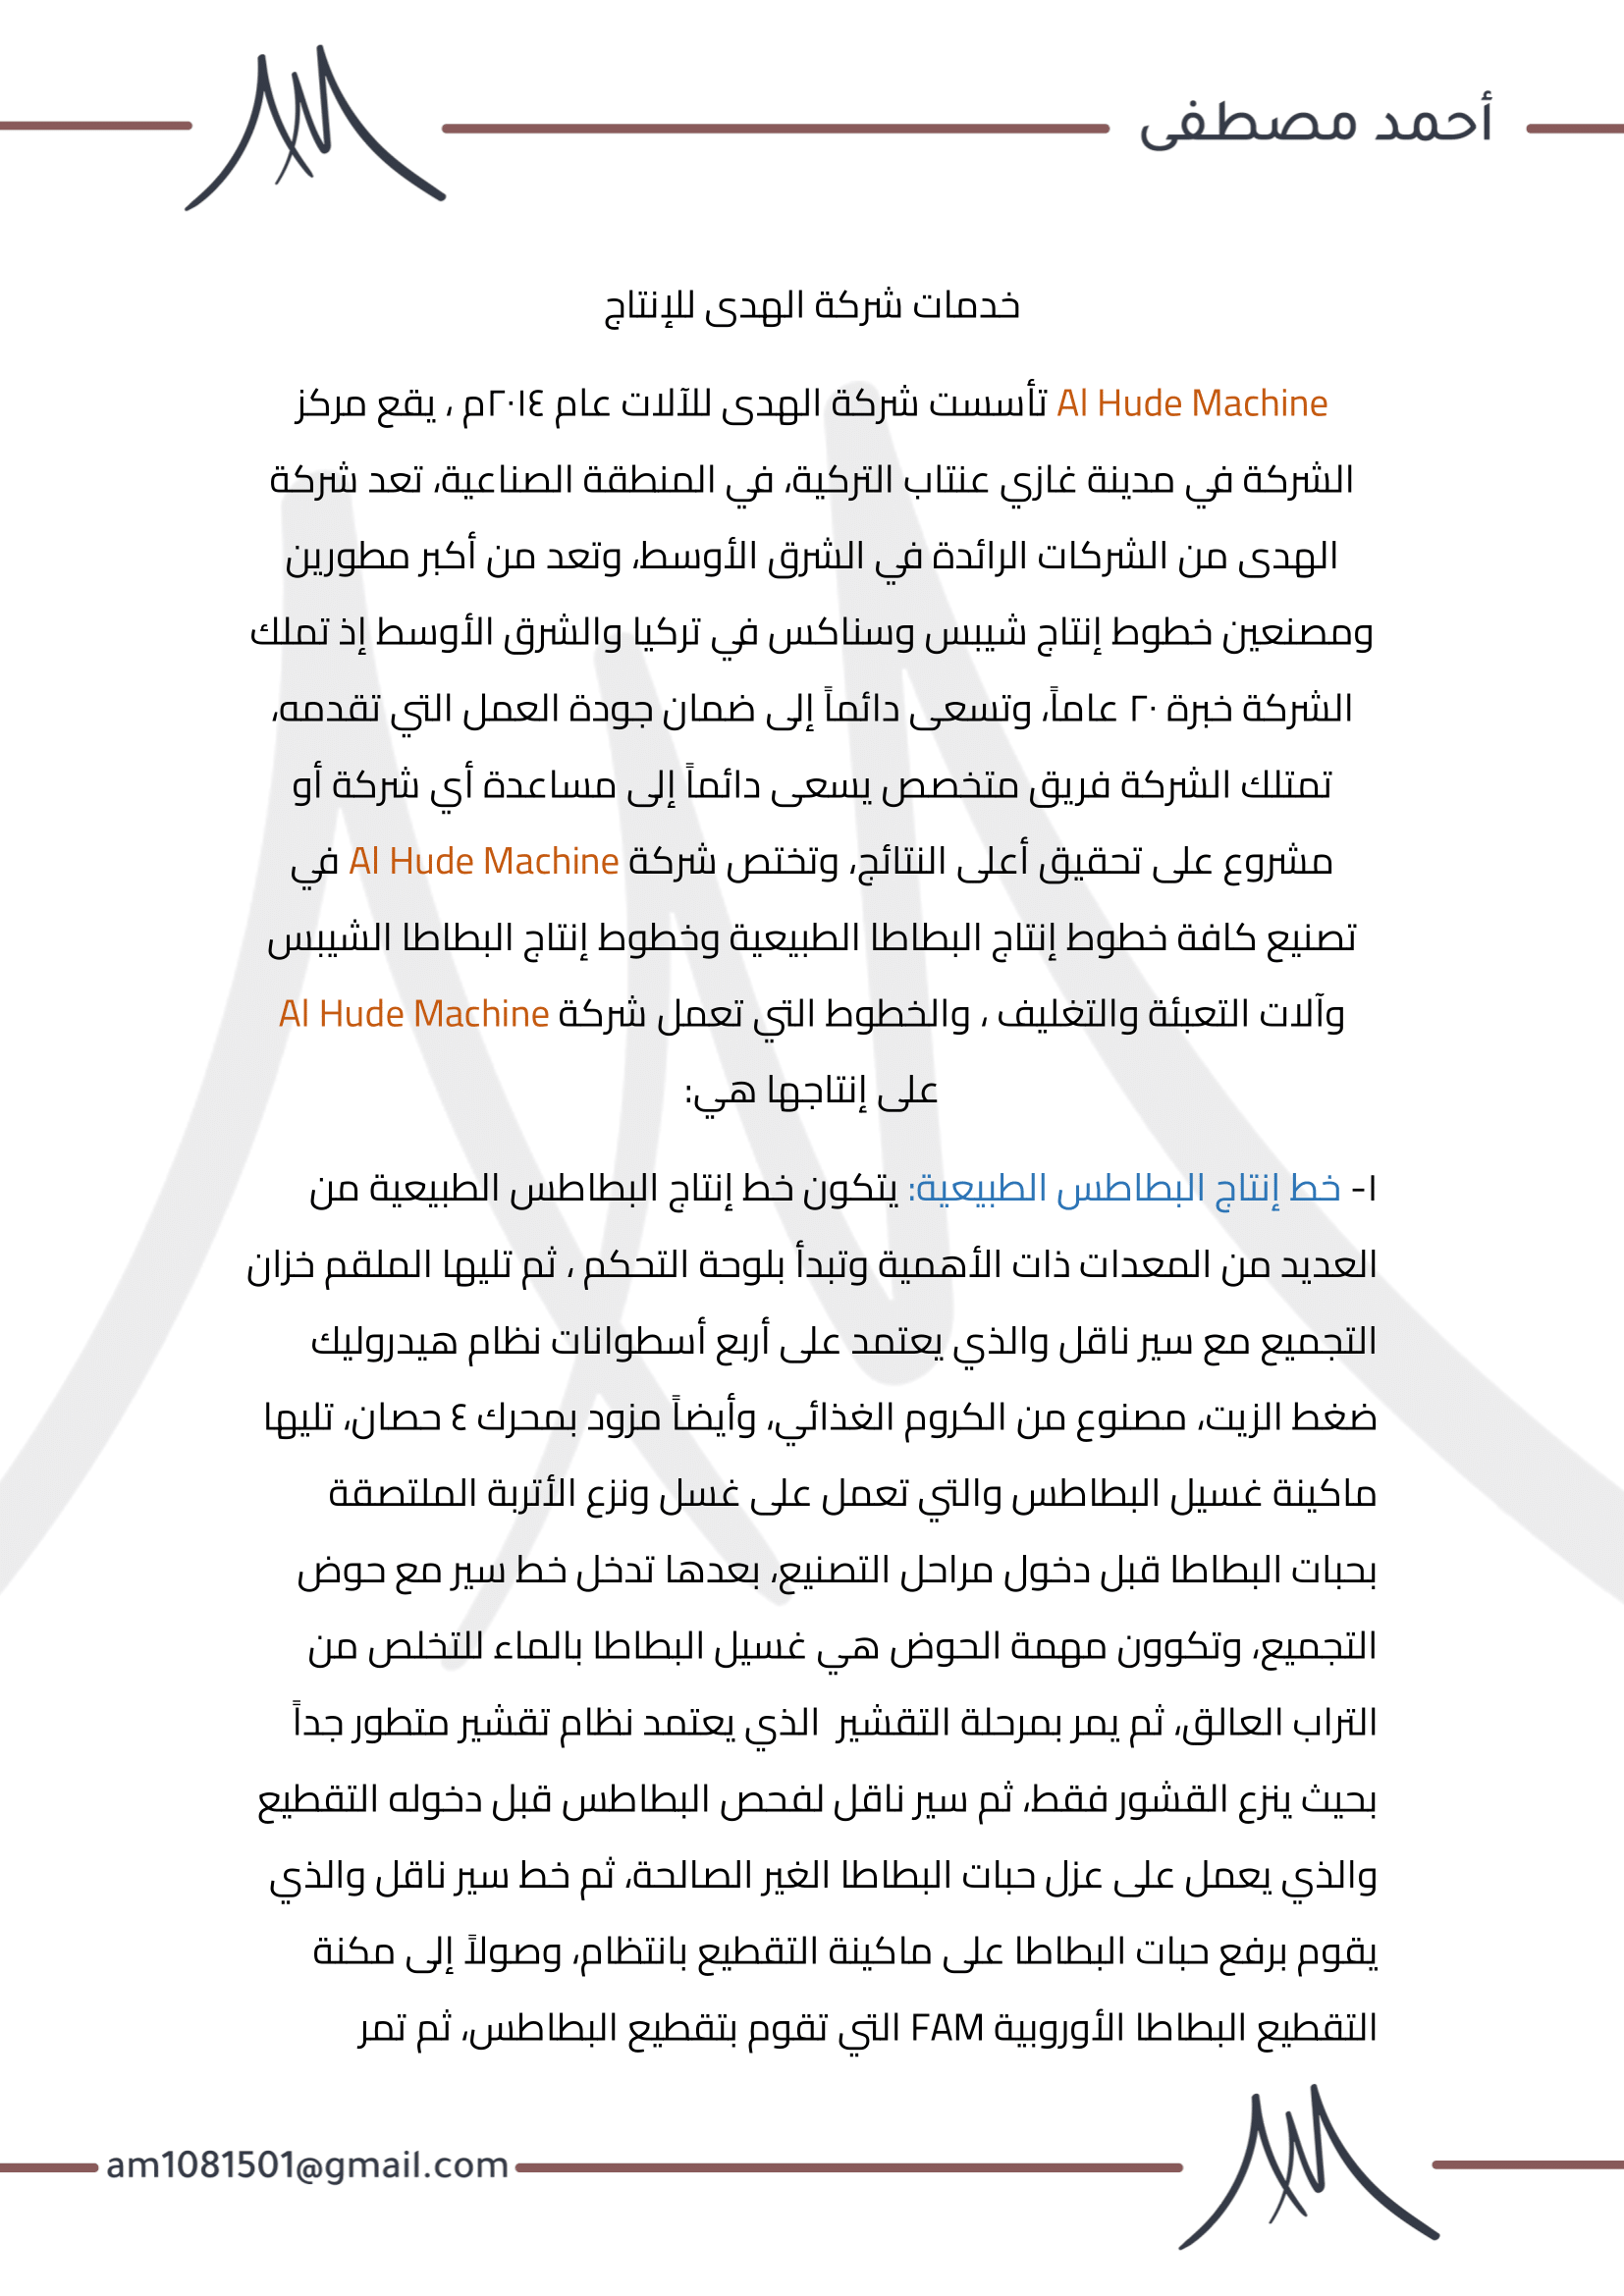 أحمد مصطفى
خدمات شركة الهدى للإنتاج
Al Hude Machine تأسست شركة الهدى للآلات عام ٢٠١٤م ، يقع مركز
الشركة في مدينة غازي عنتاب التركية، في المنطقة الصناعية، تعد شركة
الهدى من الشركات الرائدة في الشرق الأوسط، وتعد من أكبر مطورين
ومصنعين خطوط إنتاج شيبس وسناكس في تركيا والشرق الأوسط إذ تملك
الشركة خبرة ٢٠ عاماً، وتسعى دائماً إلى ضمان جودة العمل التي تقدمه،
تمتلك الشركة فريق متخصص يسعى دائماً إلى مساعدة أي شركة أو
مشروع على تحقيق أعلى النتائج، وتختص شركة Al Hude Machine في
تصنيع كافة خطوط إنتاج البطاطا الطبيعية وخطوط إنتاج البطاطا الشيبس
وآلات التعبئة والتغليف ، والخطوط التي تعمل شركة Al Hude Machine
على إنتاجها هي:
١- خط إنتاج البطاطس الطبيعية: يتكون خط إنتاج البطاطس الطبيعية من
العديد من المعدات ذات الأهمية وتبدأ بلوحة التحكم ، ثم تليها الملقم خزان
التجميع مع سير ناقل والذي يعتمد على أربع أسطوانات نظام هيدروليك
ضغط الزيت، مصنوع من الكروم الغذائي، وأيضاً مزود بمحرك ٤ حصان، تليها
ماكينة غسيل البطاطس والتي تعمل على غسل ونزع الأتربة الملتصقة
بحبات البطاطا قبل دخول مراحل التصنيع، بعدها تدخل خط سير مع حوض
التجميع، وتكوون مهمة الحوض هي غسيل البطاطا بالماء للتخلص من
التراب العالق، ثم يمر بمرحلة التقشير  الذي يعتمد نظام تقشير متطور جداً
بحيث ينزع القشور فقط، ثم سير ناقل لفحص البطاطس قبل دخوله التقطيع
والذي يعمل على عزل حبات البطاطا الغير الصالحة، ثم خط سير ناقل والذي
يقوم برفع حبات البطاطا على ماكينة التقطيع بانتظام، وصولاً إلى مكنة
التقطيع البطاطا الأوروبية FAM التي تقوم بتقطيع البطاطس، ثم تمر
am1081501@gmail.com